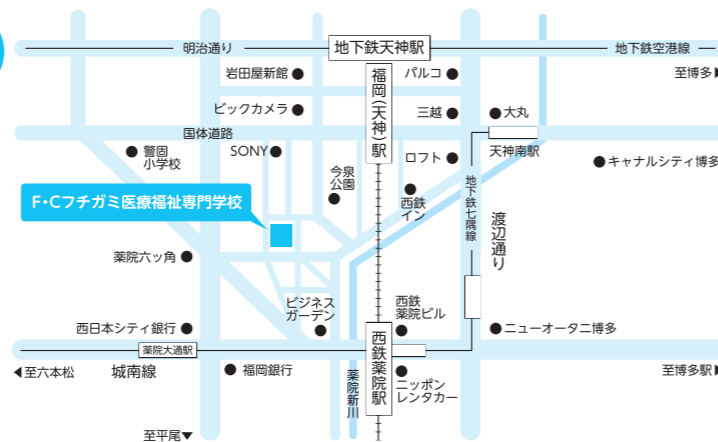 明治通り
地下鉄天神駅
地下鉄空港線
岩田屋新館
パルコ
至博多▶
福岡(天神)駅
ビックカメラ
三越
大丸
国体道路
警固
小学校
SONY
ロフト
天神南駅
キャナルシティ博多
今泉
公園
西鉄
イン
地下鉄七隈線
渡辺通り
F・Cフチガミ医療福祉専門学校
薬院六ッ角
ビジネス
ガーデン
西鉄
薬院ビル
西日本シティ銀行
ニューオータニ博多
薬院大通駅
西鉄薬院駅
◀至六本松
城南線
福岡銀行
薬院新川
ニッポン
レンタカー
至博多駅▶
至平尾▼